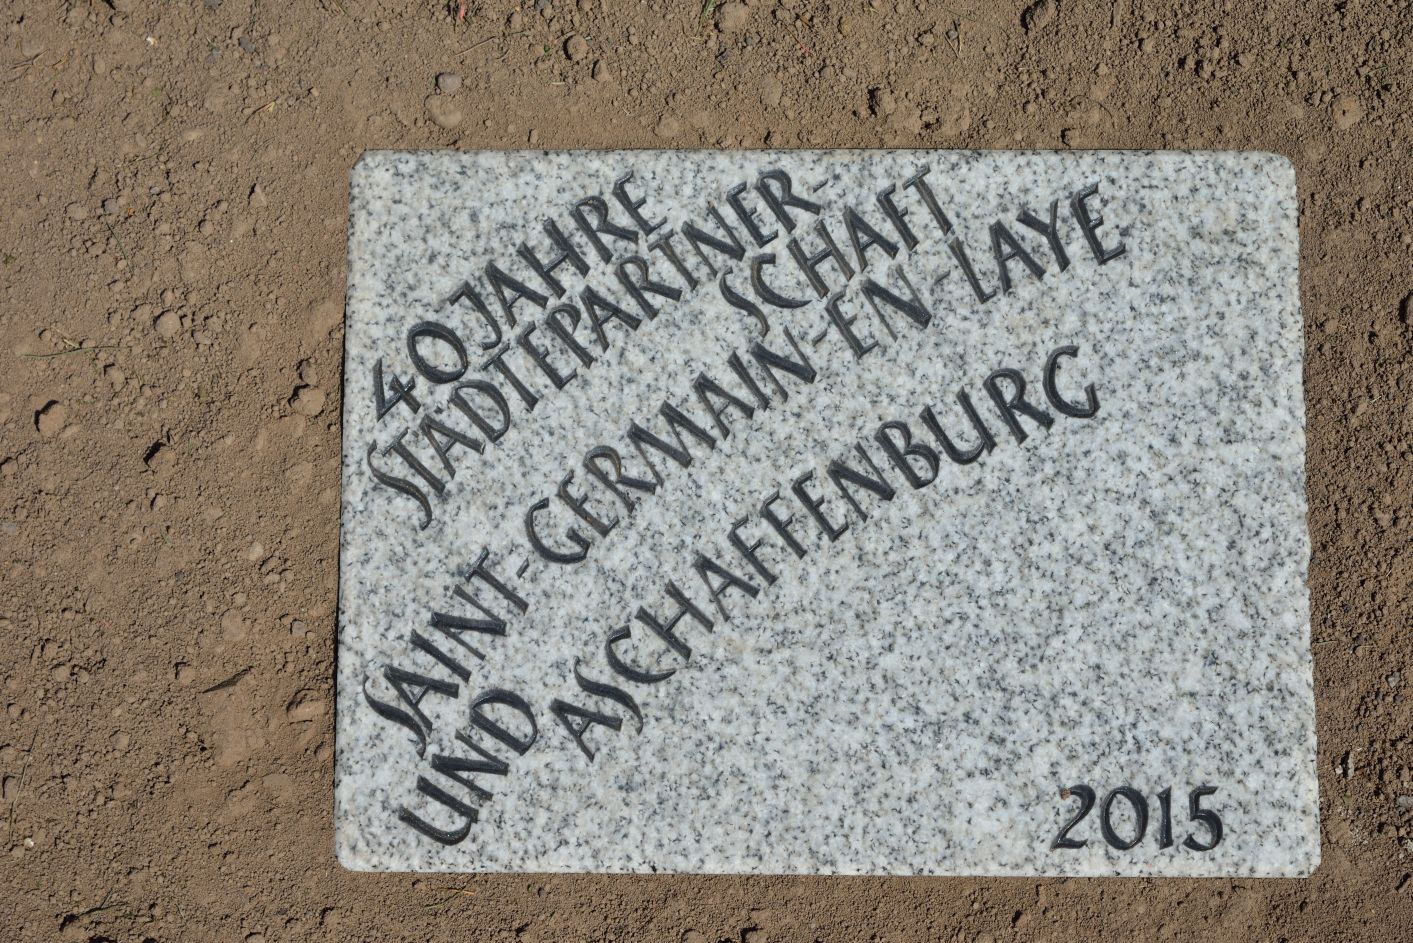 40 JAHRE
STÄDTEPARTNER-
SCHAFT
SAINT-GERMAIN-EN-LAYE
UND
ASCHAFFENBURG
2015